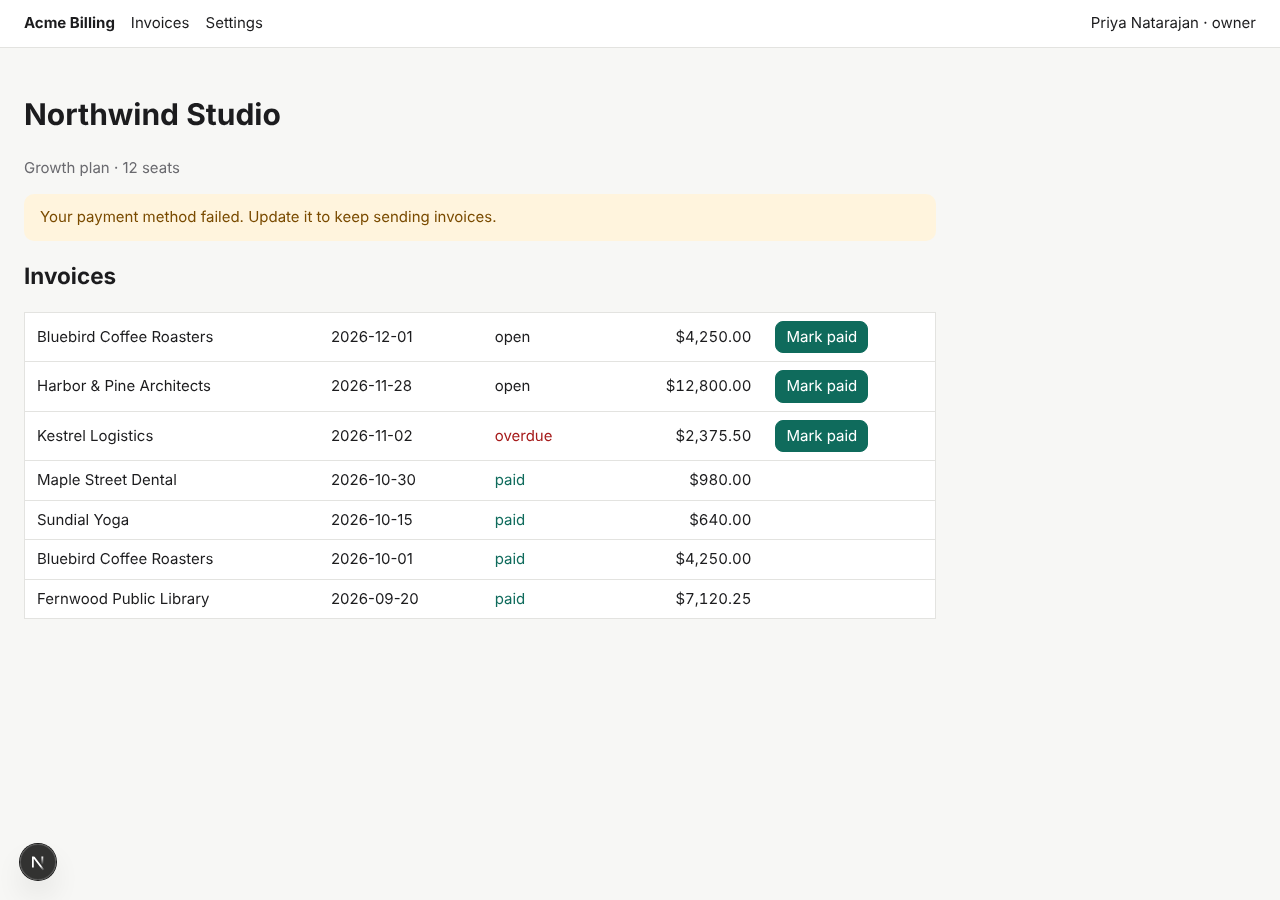 Acme Billing Invoices Settings Priya Natarajan · owner
Northwind Studio
Growth plan · 12 seats
Your payment method failed. Update it to keep sending invoices.
Invoices
Bluebird Coffee Roasters 2026-12-01 open $4,250.00 Mark paid
Harbor & Pine Architects 2026-11-28 open $12,800.00 Mark paid
Kestrel Logistics 2026-11-02 overdue $2,375.50 Mark paid
Maple Street Dental 2026-10-30 paid $980.00
Sundial Yoga 2026-10-15 paid $640.00
Bluebird Coffee Roasters 2026-10-01 paid $4,250.00
Fernwood Public Library 2026-09-20 paid $7,120.25
N